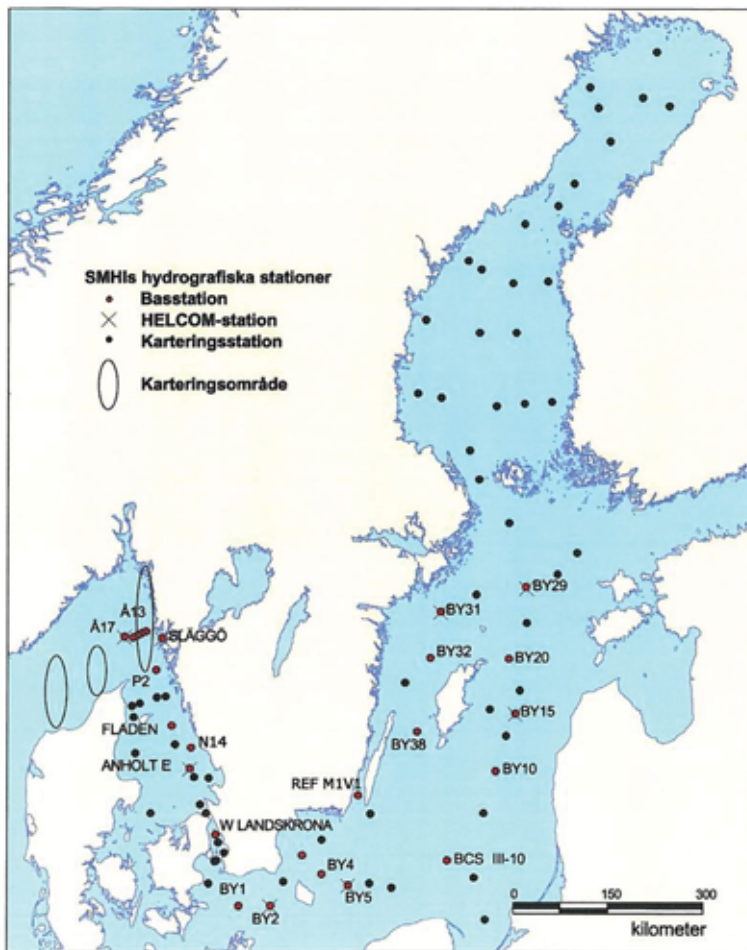 SMHIs hydrografiska stationer
Basstation
HELCOM-station
Karteringsstation
Karteringsområde
BY29
BY31
Å13
Å17
SLÄGGÖ
BY32
BY20
P2
BY15
FLADEN
N14
BY38
ANHOLT E
BY10
REF M1V1
W LANDSKRONA
BCS III-10
BY4
BY1
BY5
BY2
0 150 300
kilometer